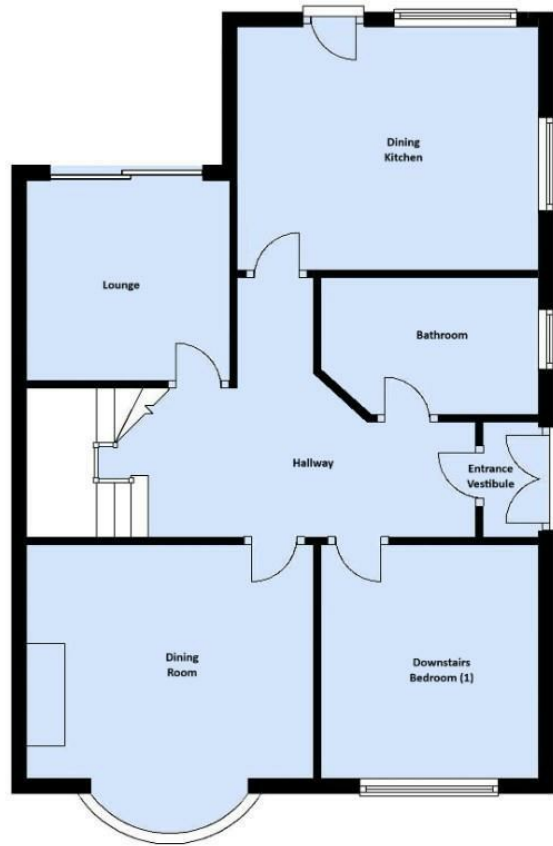 Dining
Kitchen
Lounge
Bathroom
Hallway
Entrance
Vestibule
Dining
Room
Downstairs
Bedroom (1)